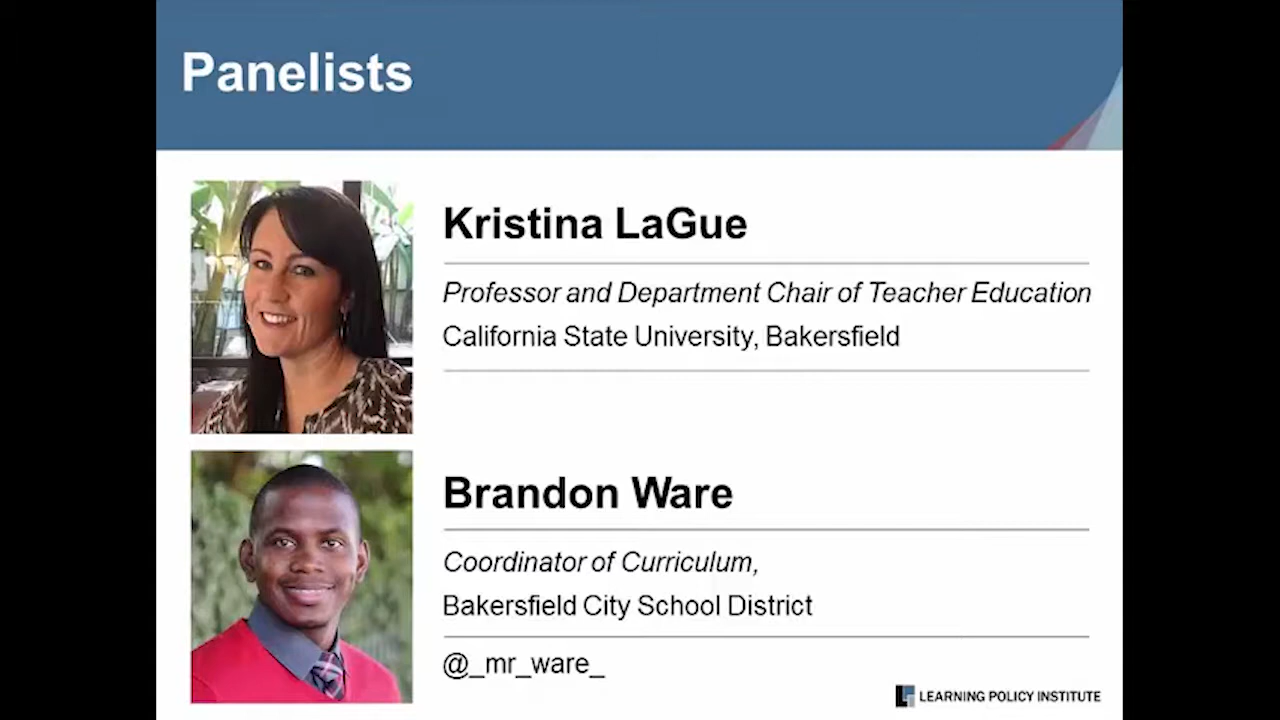 Panelists
Kristina LaGue
Professor and Department Chair of Teacher Education
California State University, Bakersfield
Brandon Ware
Coordinator of Curriculum,
Bakersfield City School District
@_mr_ware_
LEARNING POLICY INSTITUTE